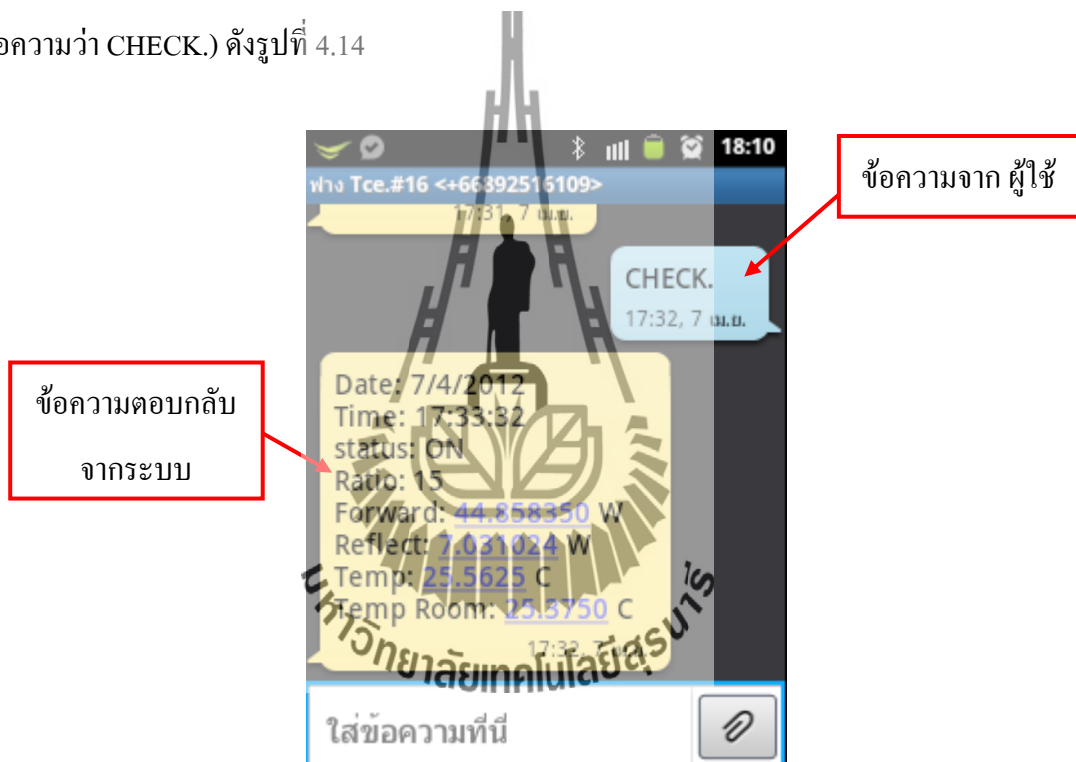 อความว่า CHECK.) ดังรูปที่ 4.14
18:10
ฟาง Tce.#16 <+66892516109>
17:31, 7 เม.ย.
ข้อความจาก ผู้ใช้
CHECK.
17:32, 7 เม.ย.
ข้อความตอบกลับ
จากระบบ
Date: 7/4/2012
Time: 17:33:32
status: ON
Ratio: 15
Forward: 44.858350 W
Reflect: 7.031024 W
Temp: 25.5625 C
Temp Room: 25.3750 C
17:32, 7 เม.ย.
มหาวิทยาลัยเทคโนโลยีสุรนารี
ใส่ข้อความที่นี่